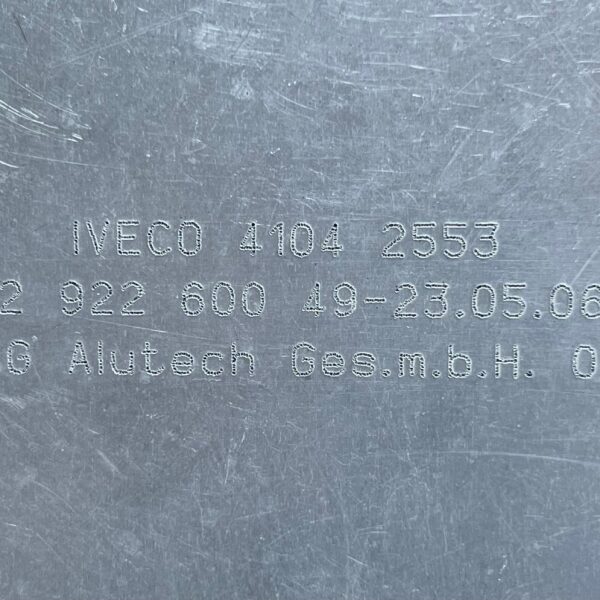 IVECO 4104 2553
2 922 600 49-23.05.06
G Alutech Ges.m.b.H. 0